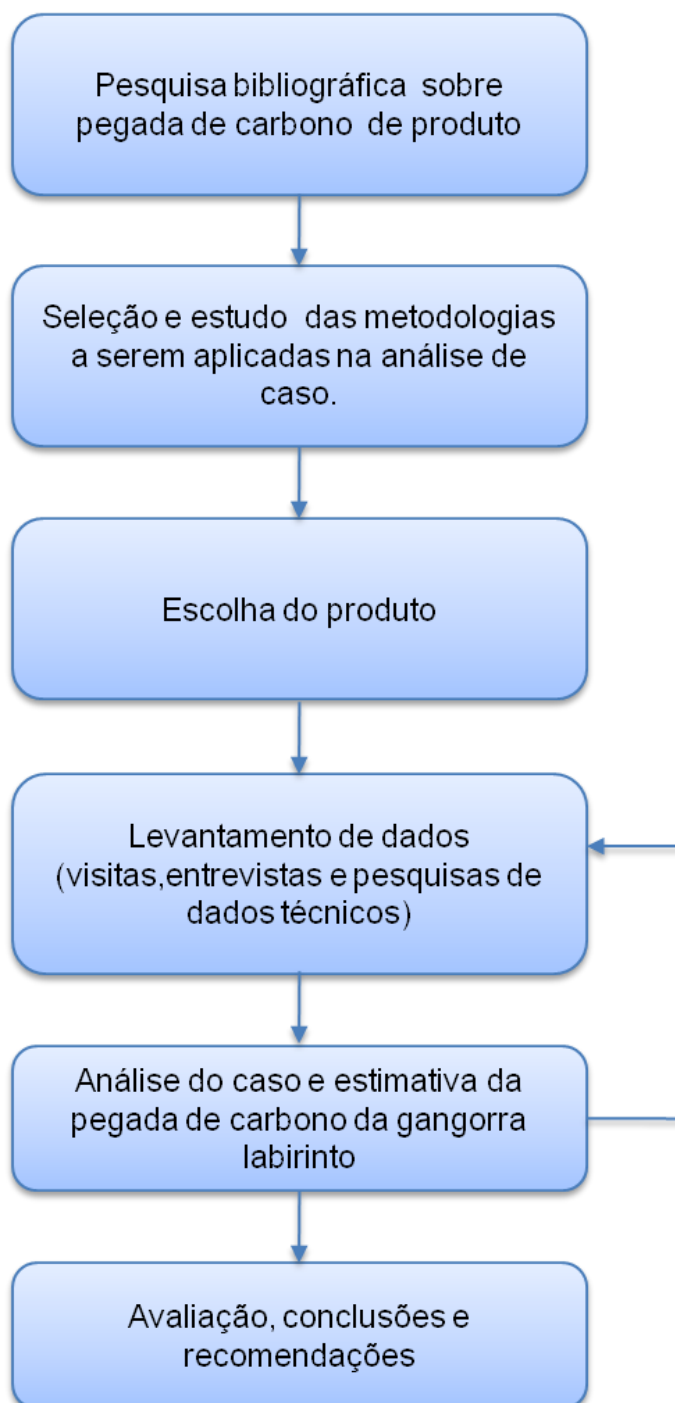 Pesquisa bibliográfica sobre
pegada de carbono de produto
Seleção e estudo das metodologias
a serem aplicadas na análise de
caso.
Escolha do produto
Levantamento de dados
(visitas,entrevistas e pesquisas de
dados técnicos)
Análise do caso e estimativa da
pegada de carbono da gangorra
labirinto
Avaliação, conclusões e
recomendações